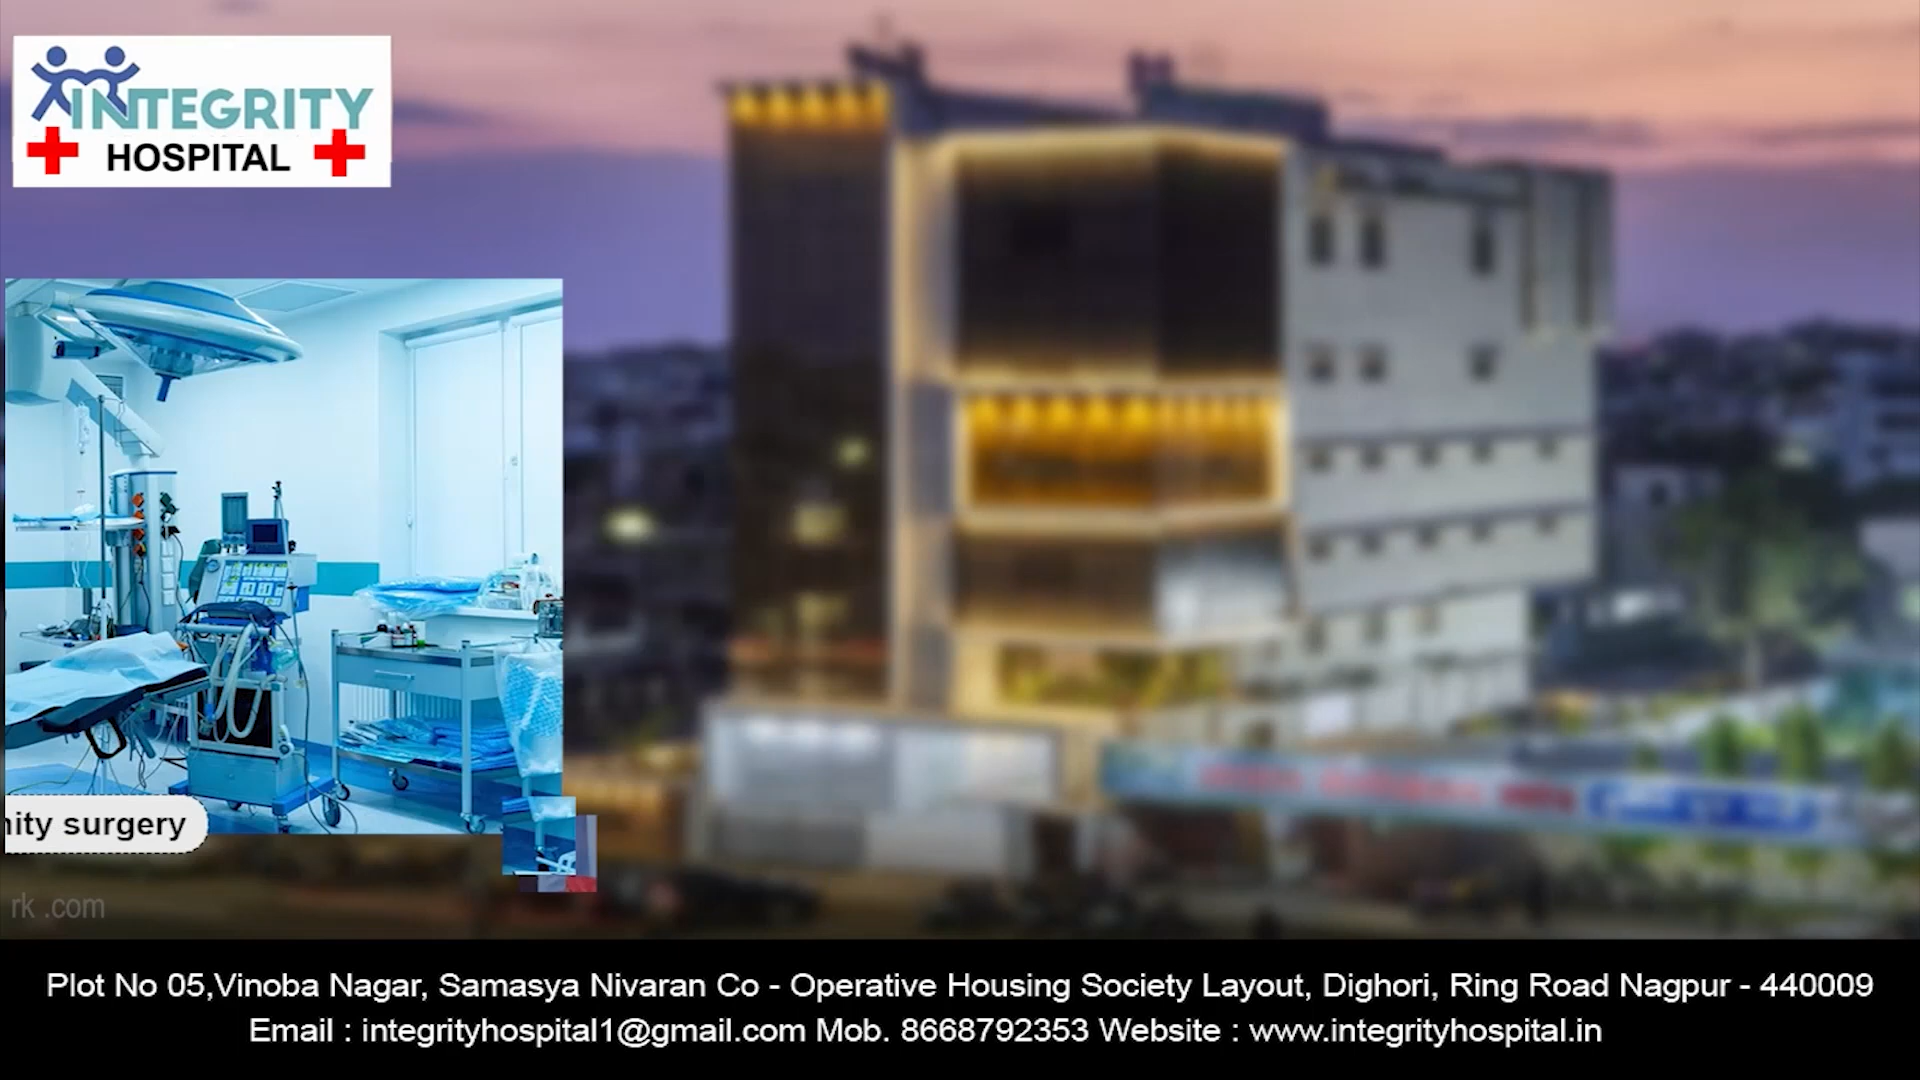 INTEGRITY
HOSPITAL
nity surgery
rk .com
Plot No 05,Vinoba Nagar, Samasya Nivaran Co - Operative Housing Society Layout, Dighori, Ring Road Nagpur - 440009
Email : integrityhospital1@gmail.com Mob. 8668792353 Website : www.integrityhospital.in